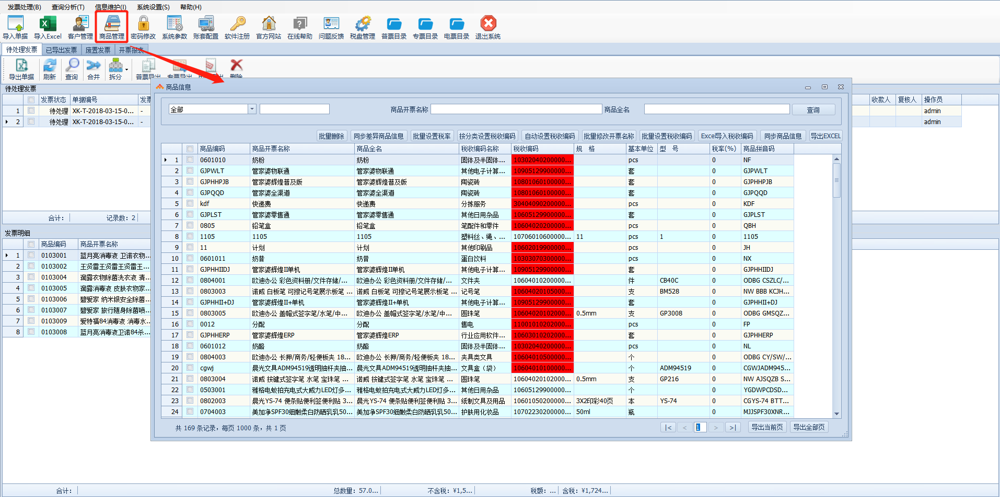 发票处理(B) 查询分析(T) 信息维护(I) 系统设置(S) 帮助(H)
导入单据 导入Excel 客户管理 商品管理 密码修改 系统参数 账套配置 软件注册 官方网站 在线帮助 问题反馈 税盘管理 普票目录 专票目录 电票目录 退出系统
待处理发票 已导出发票 废置发票 开票报表
导出单据 刷新 查询 合并 拆分 普票导出 专票导出 删除
待处理发票
发票状态 单据编号 发票 收款人 复核人 操作员
1 待处理 XK-T-2018-03-15-0... - admin
2 待处理 XK-T-2018-03-15-0... - admin
合计: 记录数: 2
发票明细
商品编码 商品开票名称
1 0103001 蓝月亮消毒液 卫诺衣物...
2 0103002 王贤雷王贤雷王贤雷王...
3 0103004 滴露衣物除菌洗衣液 清...
4 0103005 滴露消毒液 皮肤衣物家...
5 0103006 碧爱家 纳米银安全除菌...
6 0103007 碧爱家 旅行随身除菌喷...
7 0103009 爱特福84消毒液 消毒水...
8 0103008 蓝月亮消毒液卫诺84杀...
商品信息
全部 商品开票名称 商品全名 查询
批量删除 同步差异商品信息 批量设置税率 按分类设置税收编码 自动设置税收编码 批量修改开票名称 批量设置税收编码 Excel导入税收编码 同步商品信息 导出EXCEL
商品编码 商品开票名称 商品全名 税收编码名称 税收编码 规 格 基本单位 型 号 税率(%) 商品拼音码
1 0601010 奶粉 奶粉 固体及半固体... 10302040200000... pcs 0 NF
2 GJPWLT 管家婆物联通 管家婆物联通 其他电子计算... 10905129900000... 套 0 GJPWLT
3 GJPHHPJB 管家婆辉煌普及版 管家婆辉煌普及版 陶瓷砖 10801060100000... 套 0 GJPHHPJB
4 GJPQQD 管家婆全渠道 管家婆全渠道 陶瓷砖 10801060100000... 套 0 GJPQQD
5 kdf 快递费 快递费 分拣服务 30404090200000... pcs 0 KDF
6 GJPLST 管家婆零售通 管家婆零售通 其他日用杂品 10605129900000... 套 0 GJPLST
7 0805 铅笔盒 铅笔盒 笔配件和零件 10604020200000... pcs 0 QBH
8 1105 1105 1105 塑料丝、绳、... 10706010600000... 11 pcs 1 0 1105
9 11 计划 计划 其他印刷品 10602019900000... pcs 0 JH
10 0601011 奶昔 奶昔 蛋白饮料 10303070300000... pcs 0 NX
11 GJPHHIIDJ 管家婆辉煌II单机 管家婆辉煌II单机 其他电子计算... 10905129900000... 套 0 GJPHHIIDJ
12 0804001 欧迪办公 彩色资料册/文件存储/... 欧迪办公 彩色资料册/文件存储/... 文件夹 10604010200000... 件 CB40C 0 ODBG CSZLC/...
13 0803003 诺威 白板笔 可擦记号笔展示板笔 ... 诺威 白板笔 可擦记号笔展示板笔 ... 记号笔 10604020105000... 支 BM528 0 NW BBB KCJH...
14 GJPHHII+DJ 管家婆辉煌II+单机 管家婆辉煌II+单机 其他电子计算... 10905129900000... 套 0 GJPHHII+DJ
15 0803005 欧迪办公 盖帽式签字笔/水笔/中... 欧迪办公 盖帽式签字笔/水笔/中... 圆珠笔 10604020102000... 0.5mm 支 GP3008 0 ODBG GMSQZ...
16 0012 分配 分配 售电 11001010202000... pcs 0 FP
17 GJPHHERP 管家婆辉煌ERP 管家婆辉煌ERP 行业应用软件... 10603010202000... 套 0 GJPHHERP
18 0601012 奶酪 奶酪 固体及半固体... 10302040200000... pcs 0 NL
19 0804003 欧迪办公 长押/商务/轻便板夹 18... 欧迪办公 长押/商务/轻便板夹 18... 夹具类文具 10604010500000... 个 0 ODBG CY/SW/...
20 cgwj 晨光文具ADM94519透明抽杆夹抽... 晨光文具ADM94519透明抽杆夹抽... 文具盒（袋） 10604010100000... 个 ADM94519 0 CGWJADM945...
21 0803004 诺威 按键式签字笔 水笔 宝珠笔 ... 诺威 按键式签字笔 水笔 宝珠笔 ... 圆珠笔 10604020102000... 0.5mm 支 GP216 0 NW AJSQZB S...
22 0503001 雅格电蚊拍充电式大威力LED灯多... 雅格电蚊拍充电式大威力LED灯多... 其他日用杂品 10605129900000... 个 0 YGDWPCDSD...
23 0802003 晨光YS-74 便条贴便利签便利贴 3... 晨光YS-74 便条贴便利签便利贴 3... 纸制文具及用品 10601050200000... 3X2印彩40页 本 YS-74 0 CGYS-74 BTT...
24 0704003 美加净SPF30细嫩柔白防晒乳乳50... 美加净SPF30细嫩柔白防晒乳乳50... 护肤用化妆品 10702230200000... 50ml 瓶 0 MJJSPF30XNR...
共 169 条记录，每页 1000 条，共 1 页 |< < 1 > >| 导出当前页 导出全部页
合计: 总数量: 57.0... 不含税: ¥1,5... 税额: ... 含税: ¥1,724...